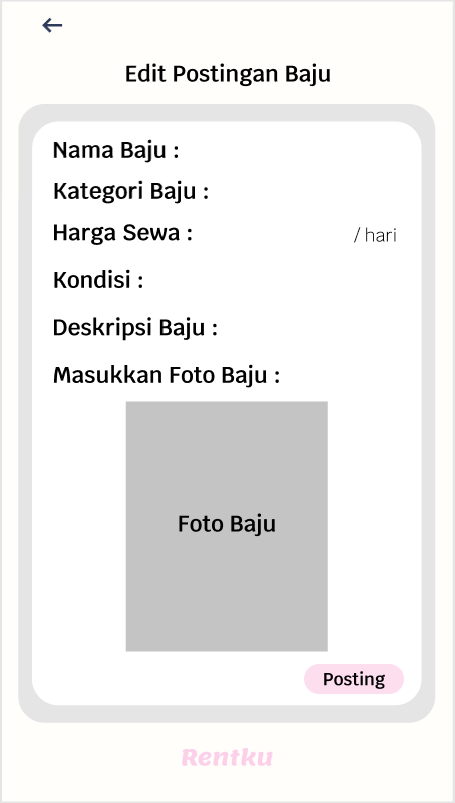 Edit Postingan Baju
Nama Baju :
Kategori Baju :
Harga Sewa :
/ hari
Kondisi :
Deskripsi Baju :
Masukkan Foto Baju :
Foto Baju
Posting
Rentku